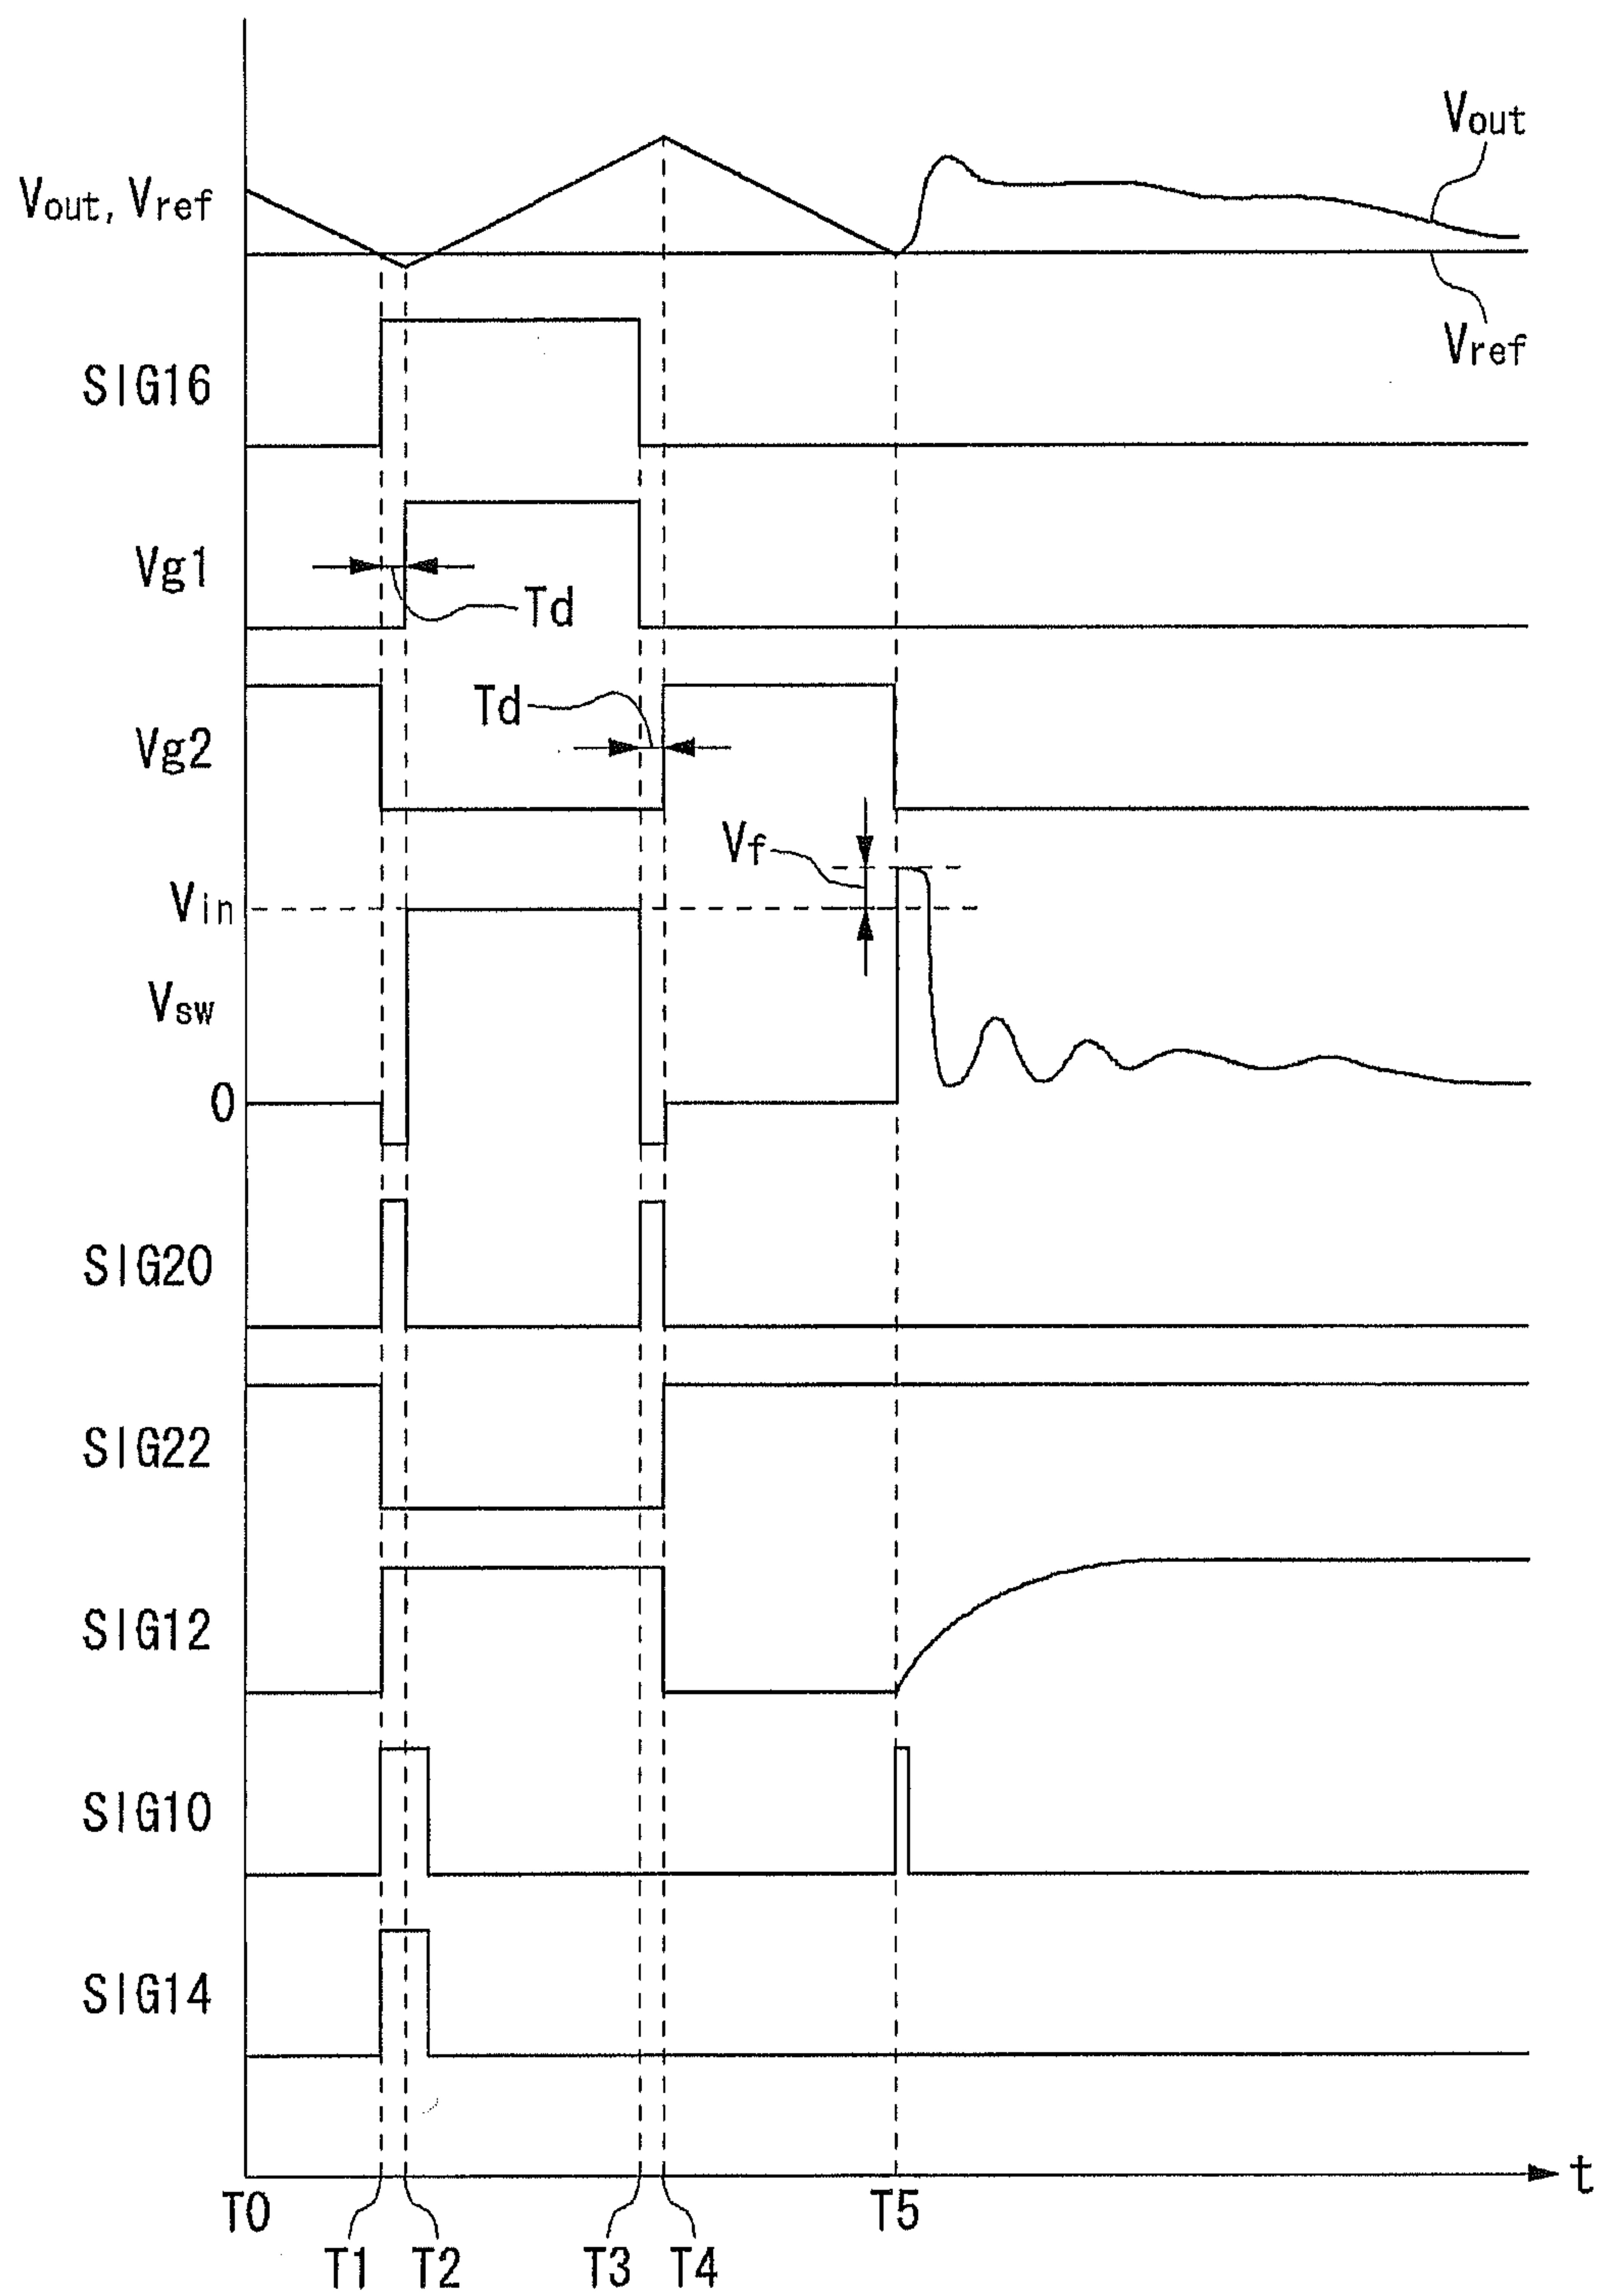 Vout
Vout, Vref
Vref
SIG16
Vg1
Td
Td
Vg2
Vf
Vin
Vsw
0
SIG20
SIG22
SIG12
SIG10
SIG14
t
T0
T5
T1
T2
T3
T4